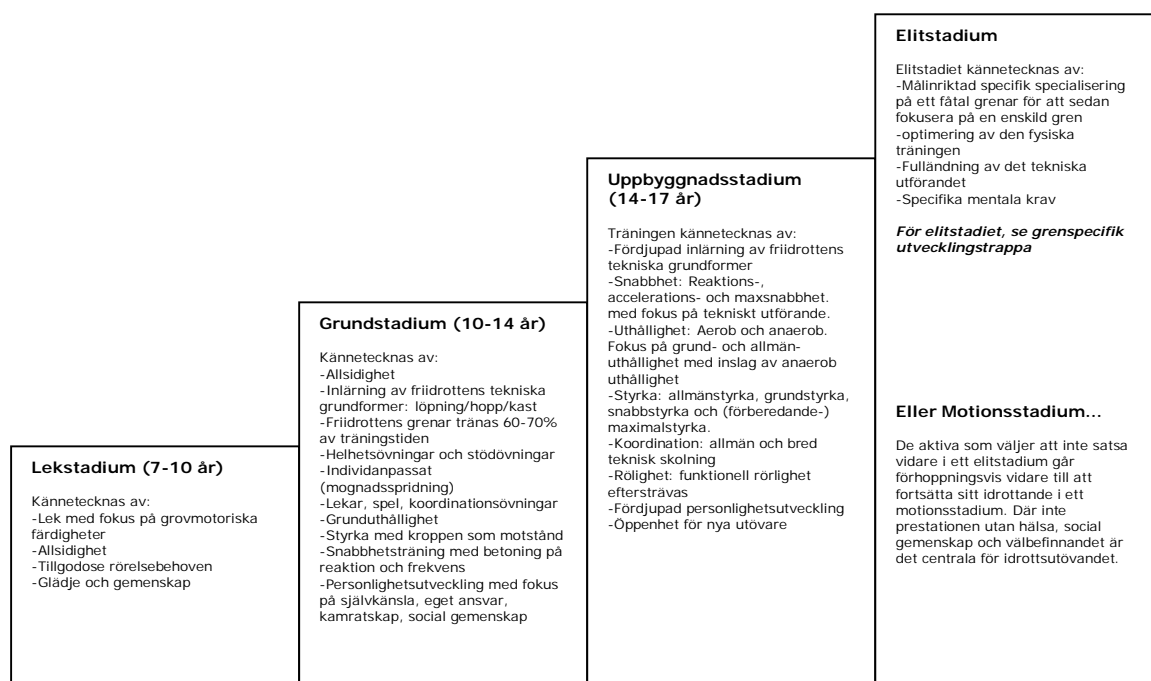 Elitstadium
Elitstadiet kännetecknas av:
-Målinriktad specifik specialisering
på ett fåtal grenar för att sedan
fokusera på en enskild gren
-optimering av den fysiska
träningen
-Fulländning av det tekniska
utförandet
-Specifika mentala krav
För elitstadiet, se grenspecifik
utvecklingstrappa
Eller Motionsstadium...
De aktiva som väljer att inte satsa
vidare i ett elitstadium går
förhoppningsvis vidare till att
fortsätta sitt idrottande i ett
motionsstadium. Där inte
prestationen utan hälsa, social
gemenskap och välbefinnandet är
det centrala för idrottsutövandet.
Uppbyggnadsstadium
(14-17 år)
Träningen kännetecknas av:
-Fördjupad inlärning av friidrottens
tekniska grundformer
-Snabbhet: Reaktions-,
accelerations- och maxsnabbhet.
med fokus på tekniskt utförande.
-Uthållighet: Aerob och anaerob.
Fokus på grund- och allmän-
uthållighet med inslag av anaerob
uthållighet
-Styrka: allmänstyrka, grundstyrka,
snabbstyrka och (förberedande-)
maximalstyrka.
-Koordination: allmän och bred
teknisk skolning
-Rölighet: funktionell rörlighet
eftersträvas
-Fördjupad personlighetsutveckling
-Öppenhet för nya utövare
Grundstadium (10-14 år)
Kännetecknas av:
-Allsidighet
-Inlärning av friidrottens tekniska
grundformer: löpning/hopp/kast
-Friidrottens grenar tränas 60-70%
av träningstiden
-Helhetsövningar och stödövningar
-Individanpassat
(mognadsspridning)
-Lekar, spel, koordinationsövningar
-Grunduthållighet
-Styrka med kroppen som motstånd
-Snabbhetsträning med betoning på
reaktion och frekvens
-Personlighetsutveckling med fokus
på självkänsla, eget ansvar,
kamratskap, social gemenskap
Lekstadium (7-10 år)
Kännetecknas av:
-Lek med fokus på grovmotoriska
färdigheter
-Allsidighet
-Tillgodose rörelsebehoven
-Glädje och gemenskap